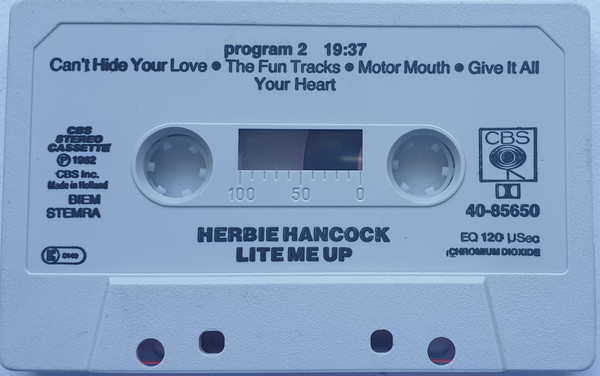 program 2 19:37
Can't Hide Your Love • The Fun Tracks • Motor Mouth • Give It All
Your Heart
CBS
STEREO
CASSETTE
Ⓟ 1982
CBS Inc.
Made in Holland
BIEM
STEMRA
100 50 0
CBS
40-85650
HERBIE HANCOCK
LITE ME UP
EQ 120 µSec
CHROMIUM DIOXIDE